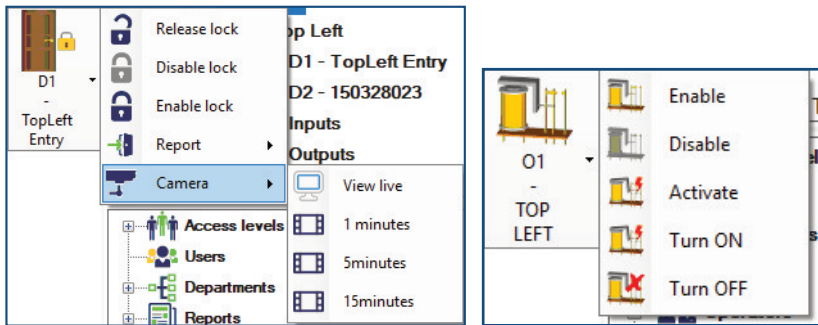 D1
-
TopLeft
Entry
Release lock
Disable lock
Enable lock
Report
Camera
op Left
D1 - TopLeft Entry
D2 - 150328023
Inputs
Outputs
View live
1 minutes
5minutes
15minutes
Access levels
Users
Departments
Reports
O1
-
TOP
LEFT
Enable
Disable
Activate
Turn ON
Turn OFF